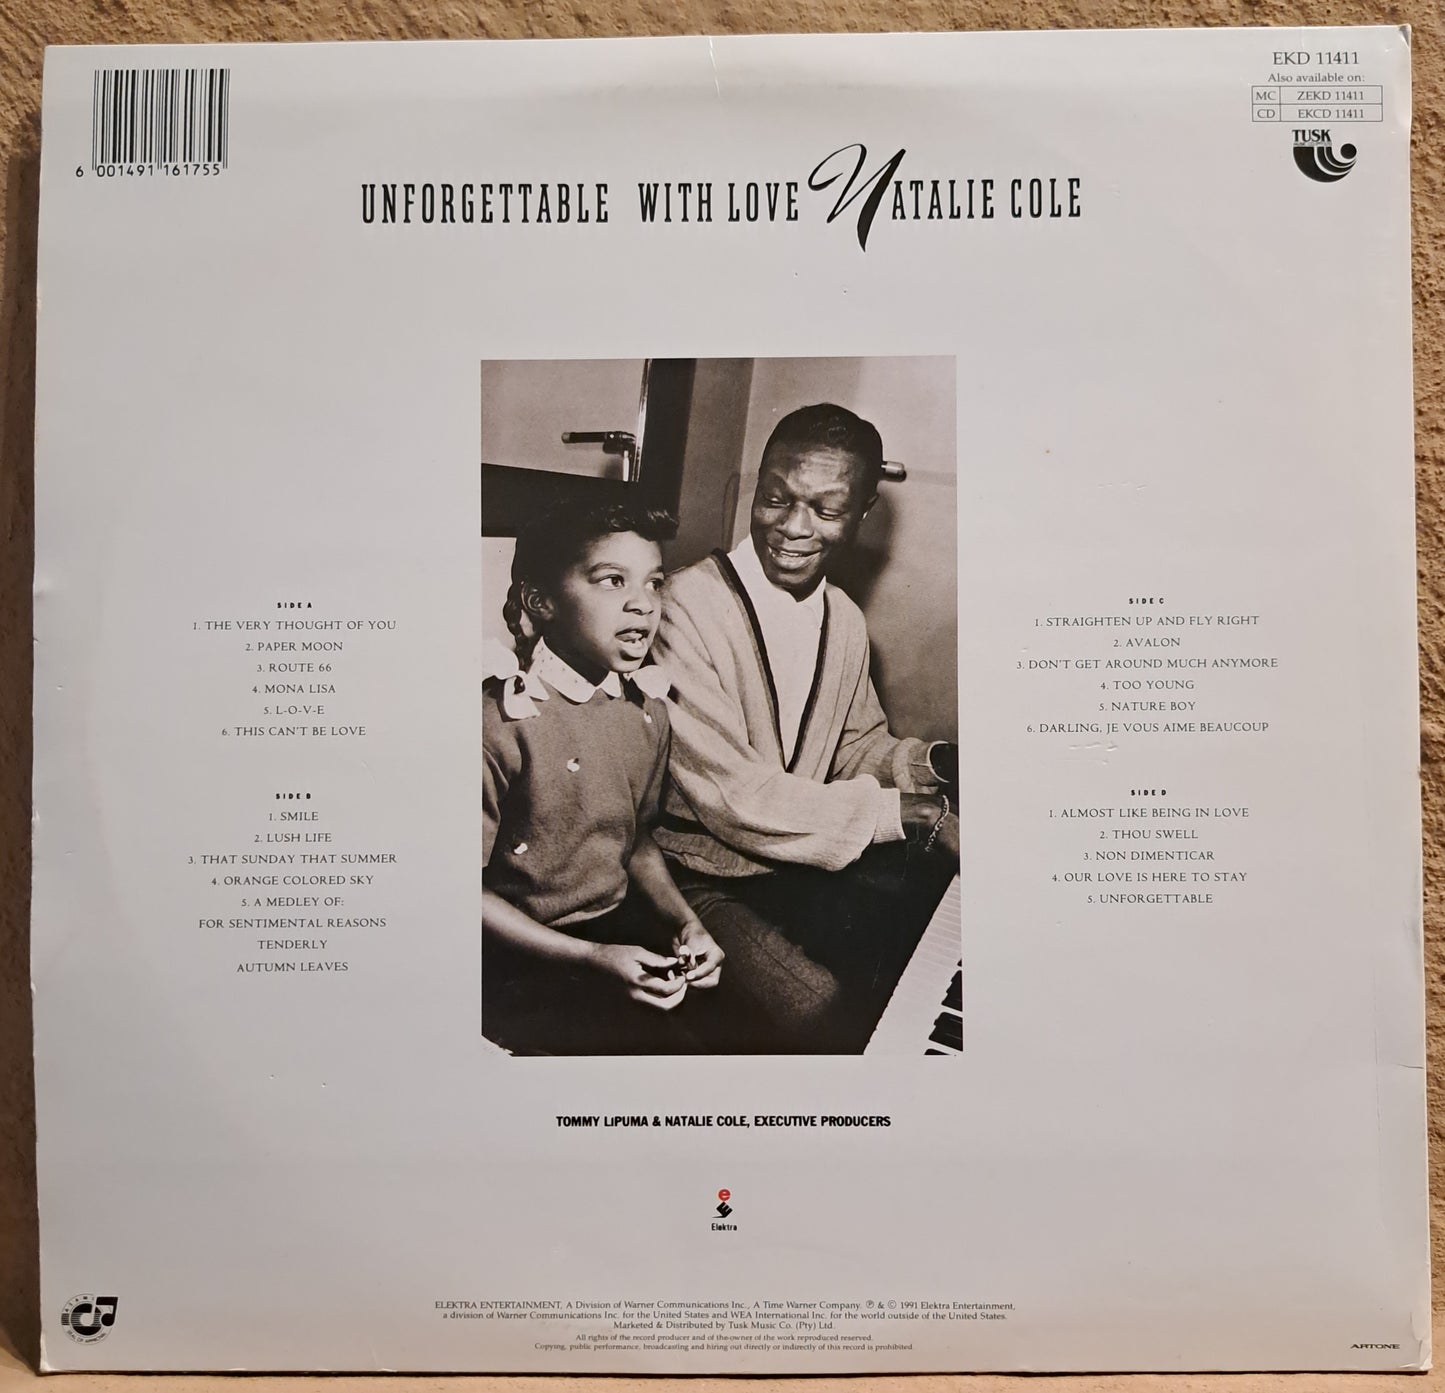 6 001491 161755
EKD 11411
Also available on:
MC ZEKD 11411
CD EKCD 11411
TUSK
UNFORGETTABLE WITH LOVE NATALIE COLE
SIDE A
1. THE VERY THOUGHT OF YOU
2. PAPER MOON
3. ROUTE 66
4. MONA LISA
5. L-O-V-E
6. THIS CAN'T BE LOVE
SIDE B
1. SMILE
2. LUSH LIFE
3. THAT SUNDAY THAT SUMMER
4. ORANGE COLORED SKY
5. A MEDLEY OF:
FOR SENTIMENTAL REASONS
TENDERLY
AUTUMN LEAVES
SIDE C
1. STRAIGHTEN UP AND FLY RIGHT
2. AVALON
3. DON'T GET AROUND MUCH ANYMORE
4. TOO YOUNG
5. NATURE BOY
6. DARLING, JE VOUS AIME BEAUCOUP
SIDE D
1. ALMOST LIKE BEING IN LOVE
2. THOU SWELL
3. NON DIMENTICAR
4. OUR LOVE IS HERE TO STAY
5. UNFORGETTABLE
TOMMY LiPUMA & NATALIE COLE, EXECUTIVE PRODUCERS
e
Elektra
ELEKTRA ENTERTAINMENT, A Division of Warner Communications Inc., A Time Warner Company. ℗ & © 1991 Elektra Entertainment,
a division of Warner Communications Inc. for the United States and WEA International Inc. for the world outside of the United States.
Marketed & Distributed by Tusk Music Co. (Pty) Ltd.
All rights of the record producer and of the owner of the work reproduced reserved.
Copying, public performance, broadcasting and hiring out directly or indirectly of this record is prohibited.
ARTONE